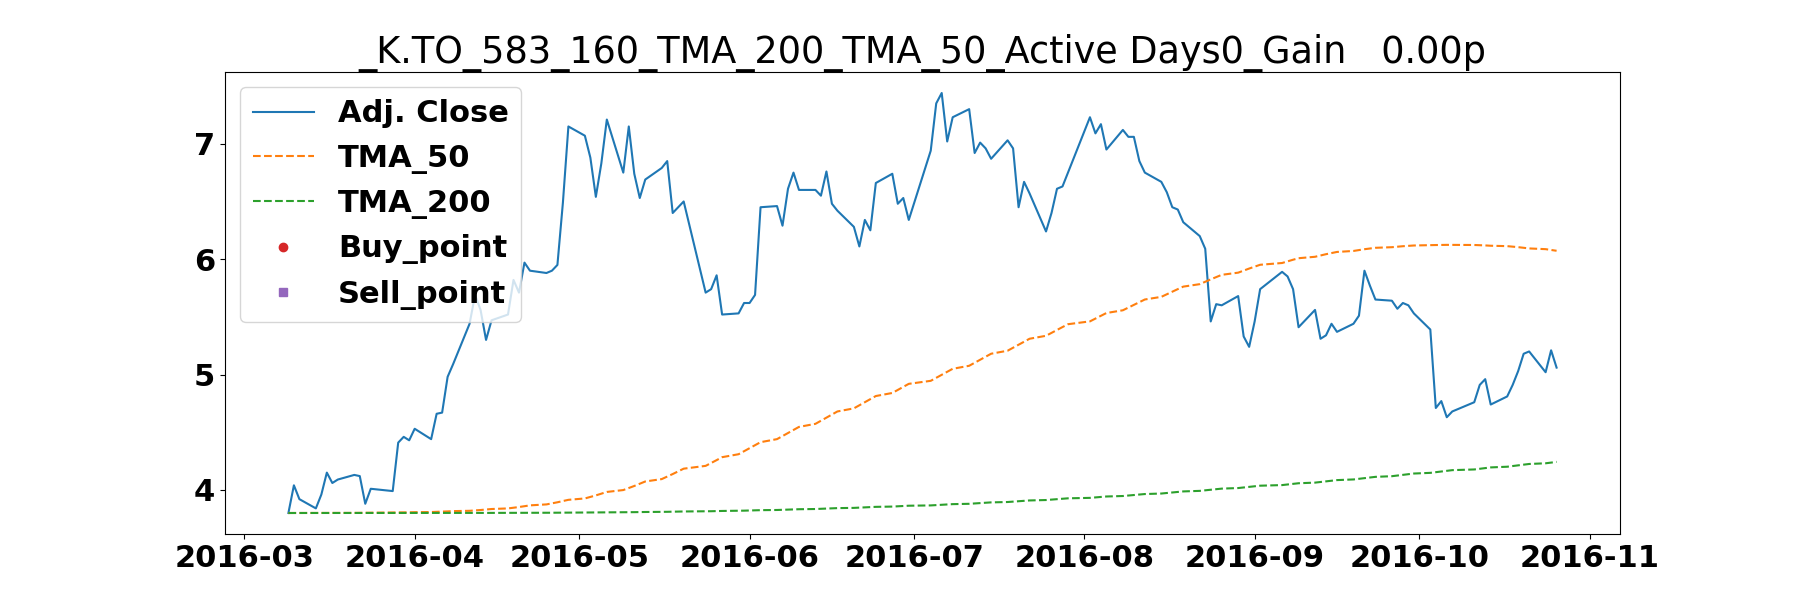 _K.TO_583_160_TMA_200_TMA_50_Active Days0_Gain   0.00p
Adj. Close
TMA_50
TMA_200
Buy_point
Sell_point
7
6
5
4
2016-03 2016-04 2016-05 2016-06 2016-07 2016-08 2016-09 2016-10 2016-11